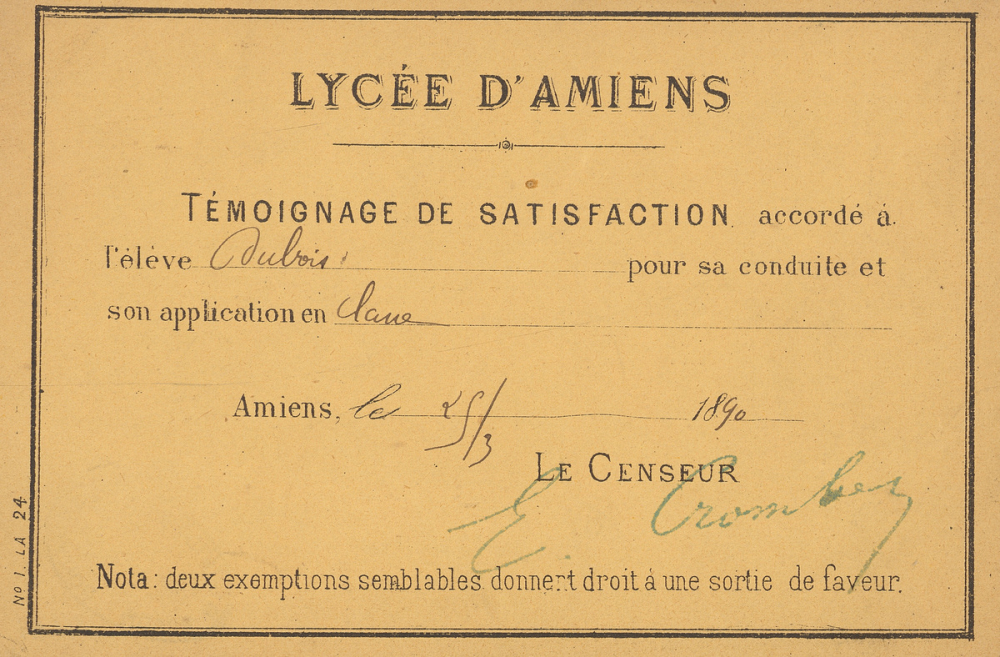 LYCÉE D'AMIENS
TÉMOIGNAGE DE SATISFACTION accordé à
l'élève Dubois pour sa conduite et
son application en classe
Amiens, le 25/3 1890
LE CENSEUR
E. Crombez
Nota: deux exemptions semblables donnent droit à une sortie de faveur.
Nº 1. LA 24